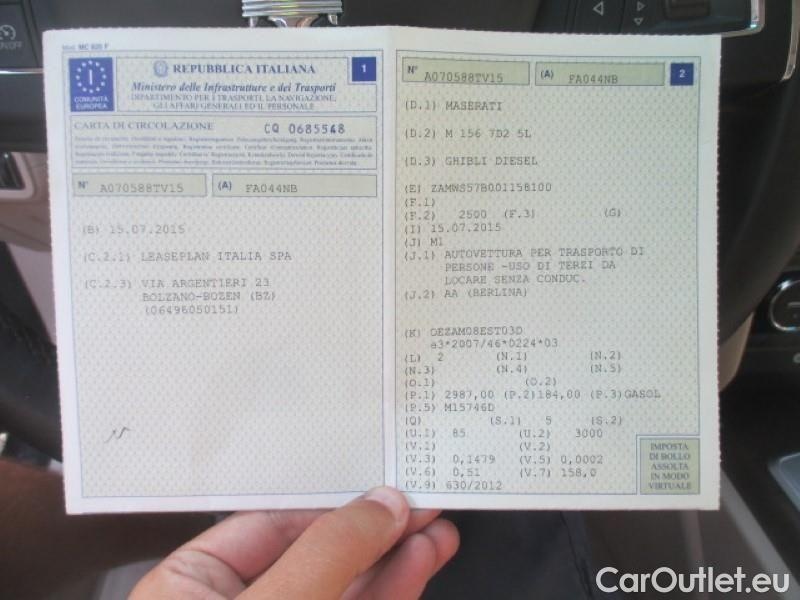 Mod. MC 820 F
I
COMUNITÀ
EUROPEA
REPUBBLICA ITALIANA
1
Ministero delle Infrastrutture e dei Trasporti
DIPARTIMENTO PER I TRASPORTI, LA NAVIGAZIONE,
GLI AFFARI GENERALI ED IL PERSONALE
CARTA DI CIRCOLAZIONE CQ 0685548
N° A070588TV15 (A) FA044NB
(B) 15.07.2015
(C.2.1) LEASEPLAN ITALIA SPA
(C.2.3) VIA ARGENTIERI 23
BOLZANO-BOZEN (BZ)
(06496050151)
N° A070588TV15 (A) FA044NB 2
(D.1) MASERATI
(D.2) M 156 7D2 5L
(D.3) GHIBLI DIESEL
(E) ZAMWS57B001158100
(F.1)
(F.2) 2500 (F.3) (G)
(I) 15.07.2015
(J) M1
(J.1) AUTOVETTURA PER TRASPORTO DI
PERSONE -USO DI TERZI DA
LOCARE SENZA CONDUC.
(J.2) AA (BERLINA)
(K) OEZAM08EST03D
e3*2007/46*0224*03
(L) 2 (N.1) (N.2)
(N.3) (N.4) (N.5)
(O.1) (O.2)
(P.1) 2987,00 (P.2)184,00 (P.3)GASOL
(P.5) M15746D
(Q) (S.1) 5 (S.2)
(U.1) 85 (U.2) 3000
(V.1) (V.2)
(V.3) 0,1479 (V.5) 0,0002
(V.6) 0,51 (V.7) 158,0
(V.9) 630/2012
IMPOSTA
DI BOLLO
ASSOLTA
IN MODO
VIRTUALE
CarOutlet.eu